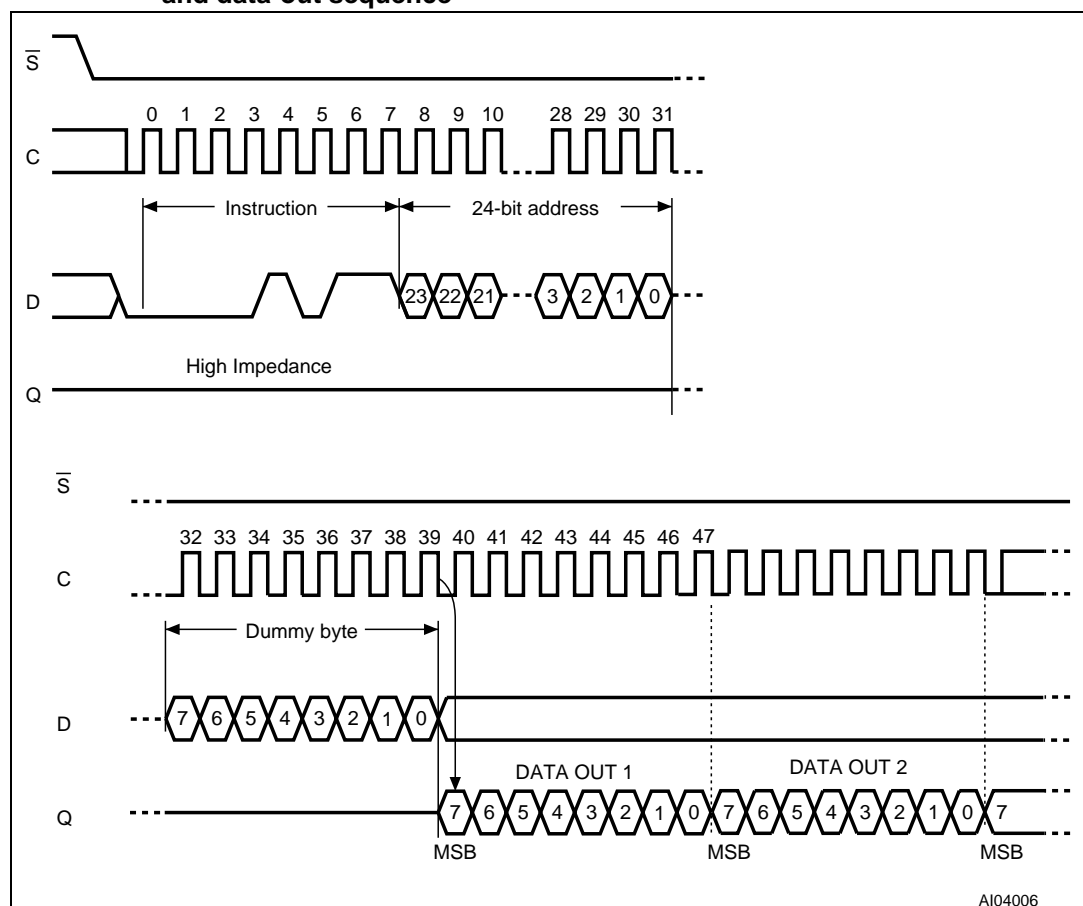 and data-out sequence
S
0 1 2 3 4 5 6 7 8 9 10 28 29 30 31
C
Instruction 24-bit address
D 23 22 21 3 2 1 0
High Impedance
Q
S
32 33 34 35 36 37 38 39 40 41 42 43 44 45 46 47
C
Dummy byte
D 7 6 5 4 3 2 1 0
DATA OUT 1 DATA OUT 2
Q 7 6 5 4 3 2 1 0 7 6 5 4 3 2 1 0 7
MSB MSB MSB
AI04006